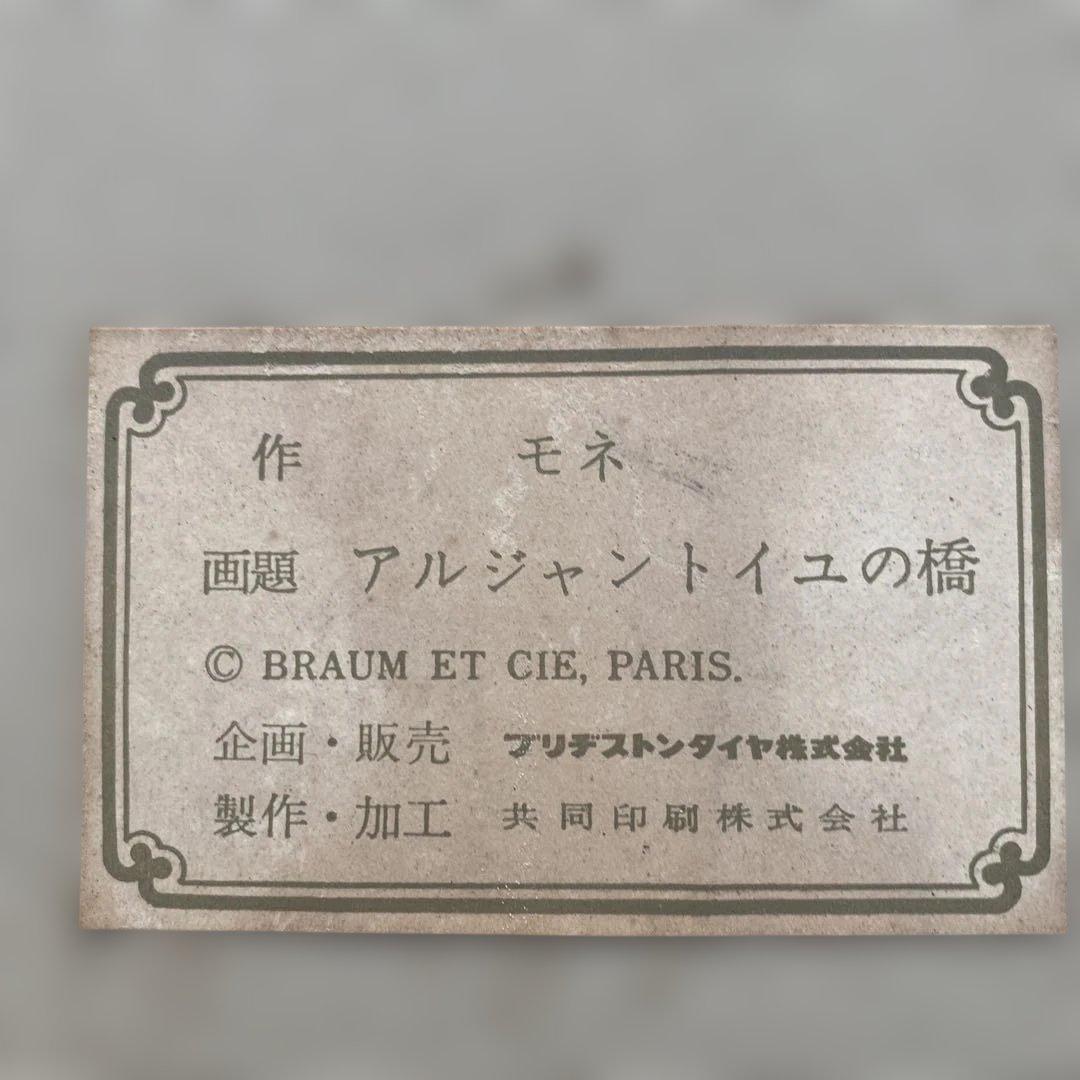 作 モネ
画題 アルジャントイユの橋
© BRAUM ET CIE, PARIS.
企画・販売 ブリヂストンタイヤ株式会社
製作・加工 共同印刷株式会社